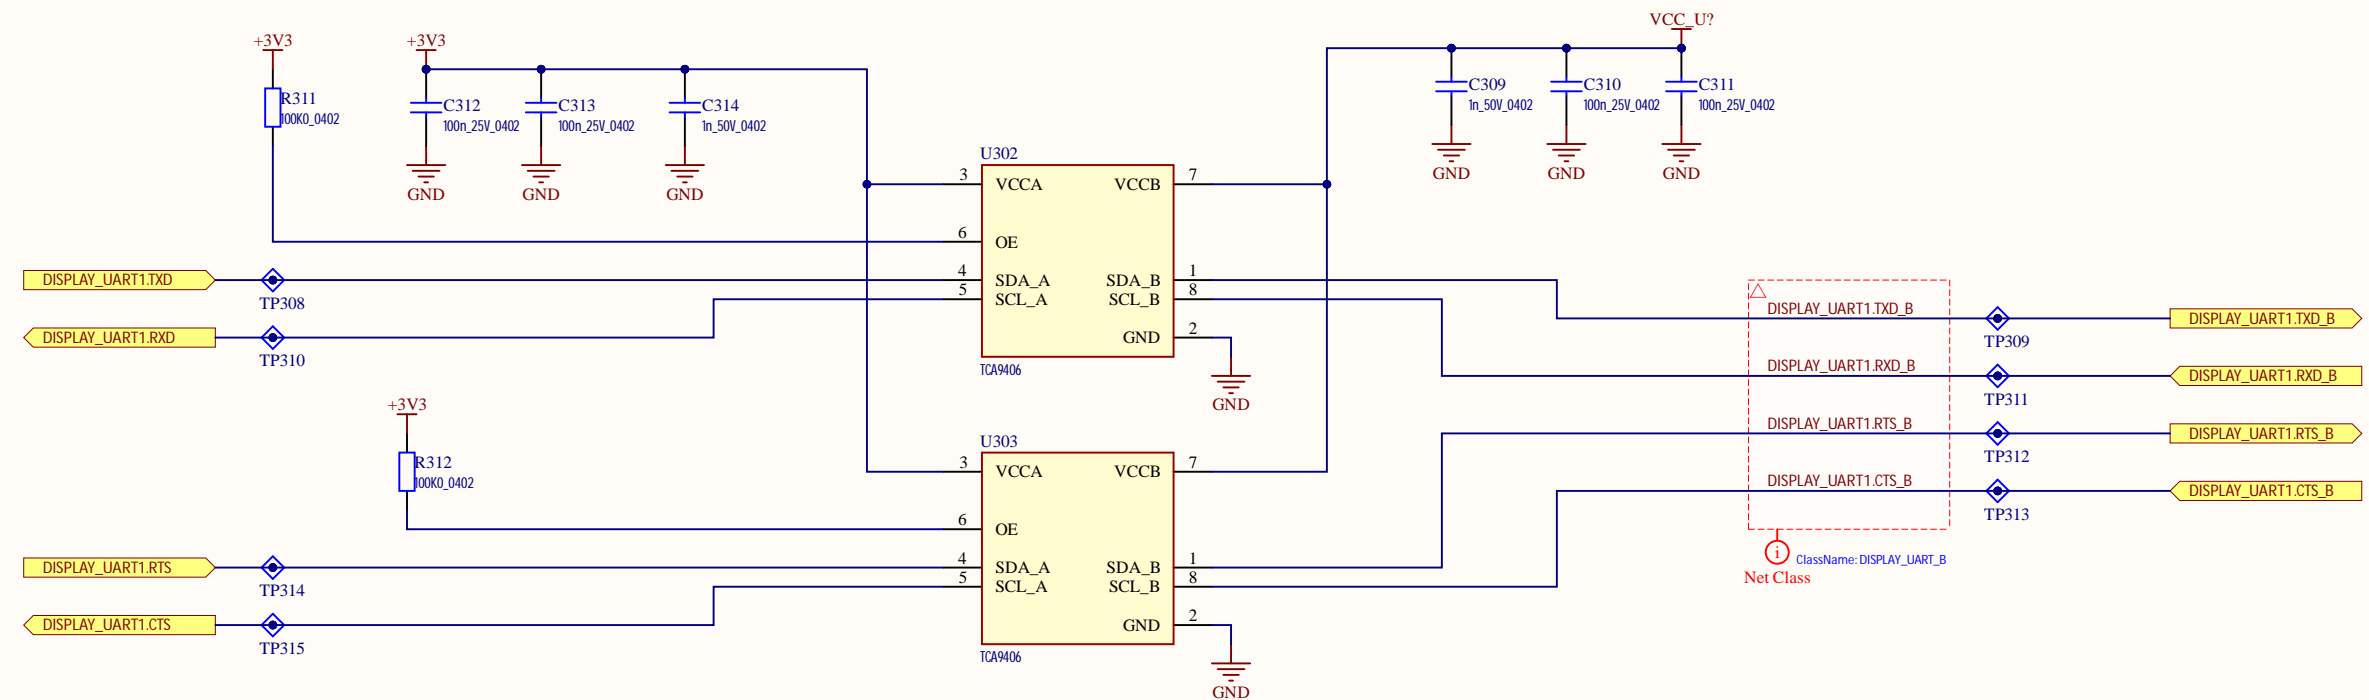 VCC_U?
+3V3
+3V3
C309
C310
C311
R311
C312
C313
C314
1n_50V_0402
100n_25V_0402
100n_25V_0402
100K0_0402
100n_25V_0402
100n_25V_0402
1n_50V_0402
U302
GND
GND
GND
3
VCCA
VCCB
7
GND
GND
GND
6
OE
DISPLAY_UART1.TXD
4
SDA_A
SDA_B
1
5
SCL_A
SCL_B
8
TP308
DISPLAY_UART1.TXD_B
DISPLAY_UART1.TXD_B
DISPLAY_UART1.RXD
GND
2
TP309
TP310
TCA9406
DISPLAY_UART1.RXD_B
DISPLAY_UART1.RXD_B
GND
TP311
+3V3
DISPLAY_UART1.RTS_B
DISPLAY_UART1.RTS_B
U303
TP312
R312
3
VCCA
VCCB
7
100K0_0402
DISPLAY_UART1.CTS_B
DISPLAY_UART1.CTS_B
TP313
6
OE
i
ClassName: DISPLAY_UART_B
Net Class
DISPLAY_UART1.RTS
4
SDA_A
SDA_B
1
5
SCL_A
SCL_B
8
TP314
DISPLAY_UART1.CTS
GND
2
TP315
TCA9406
GND